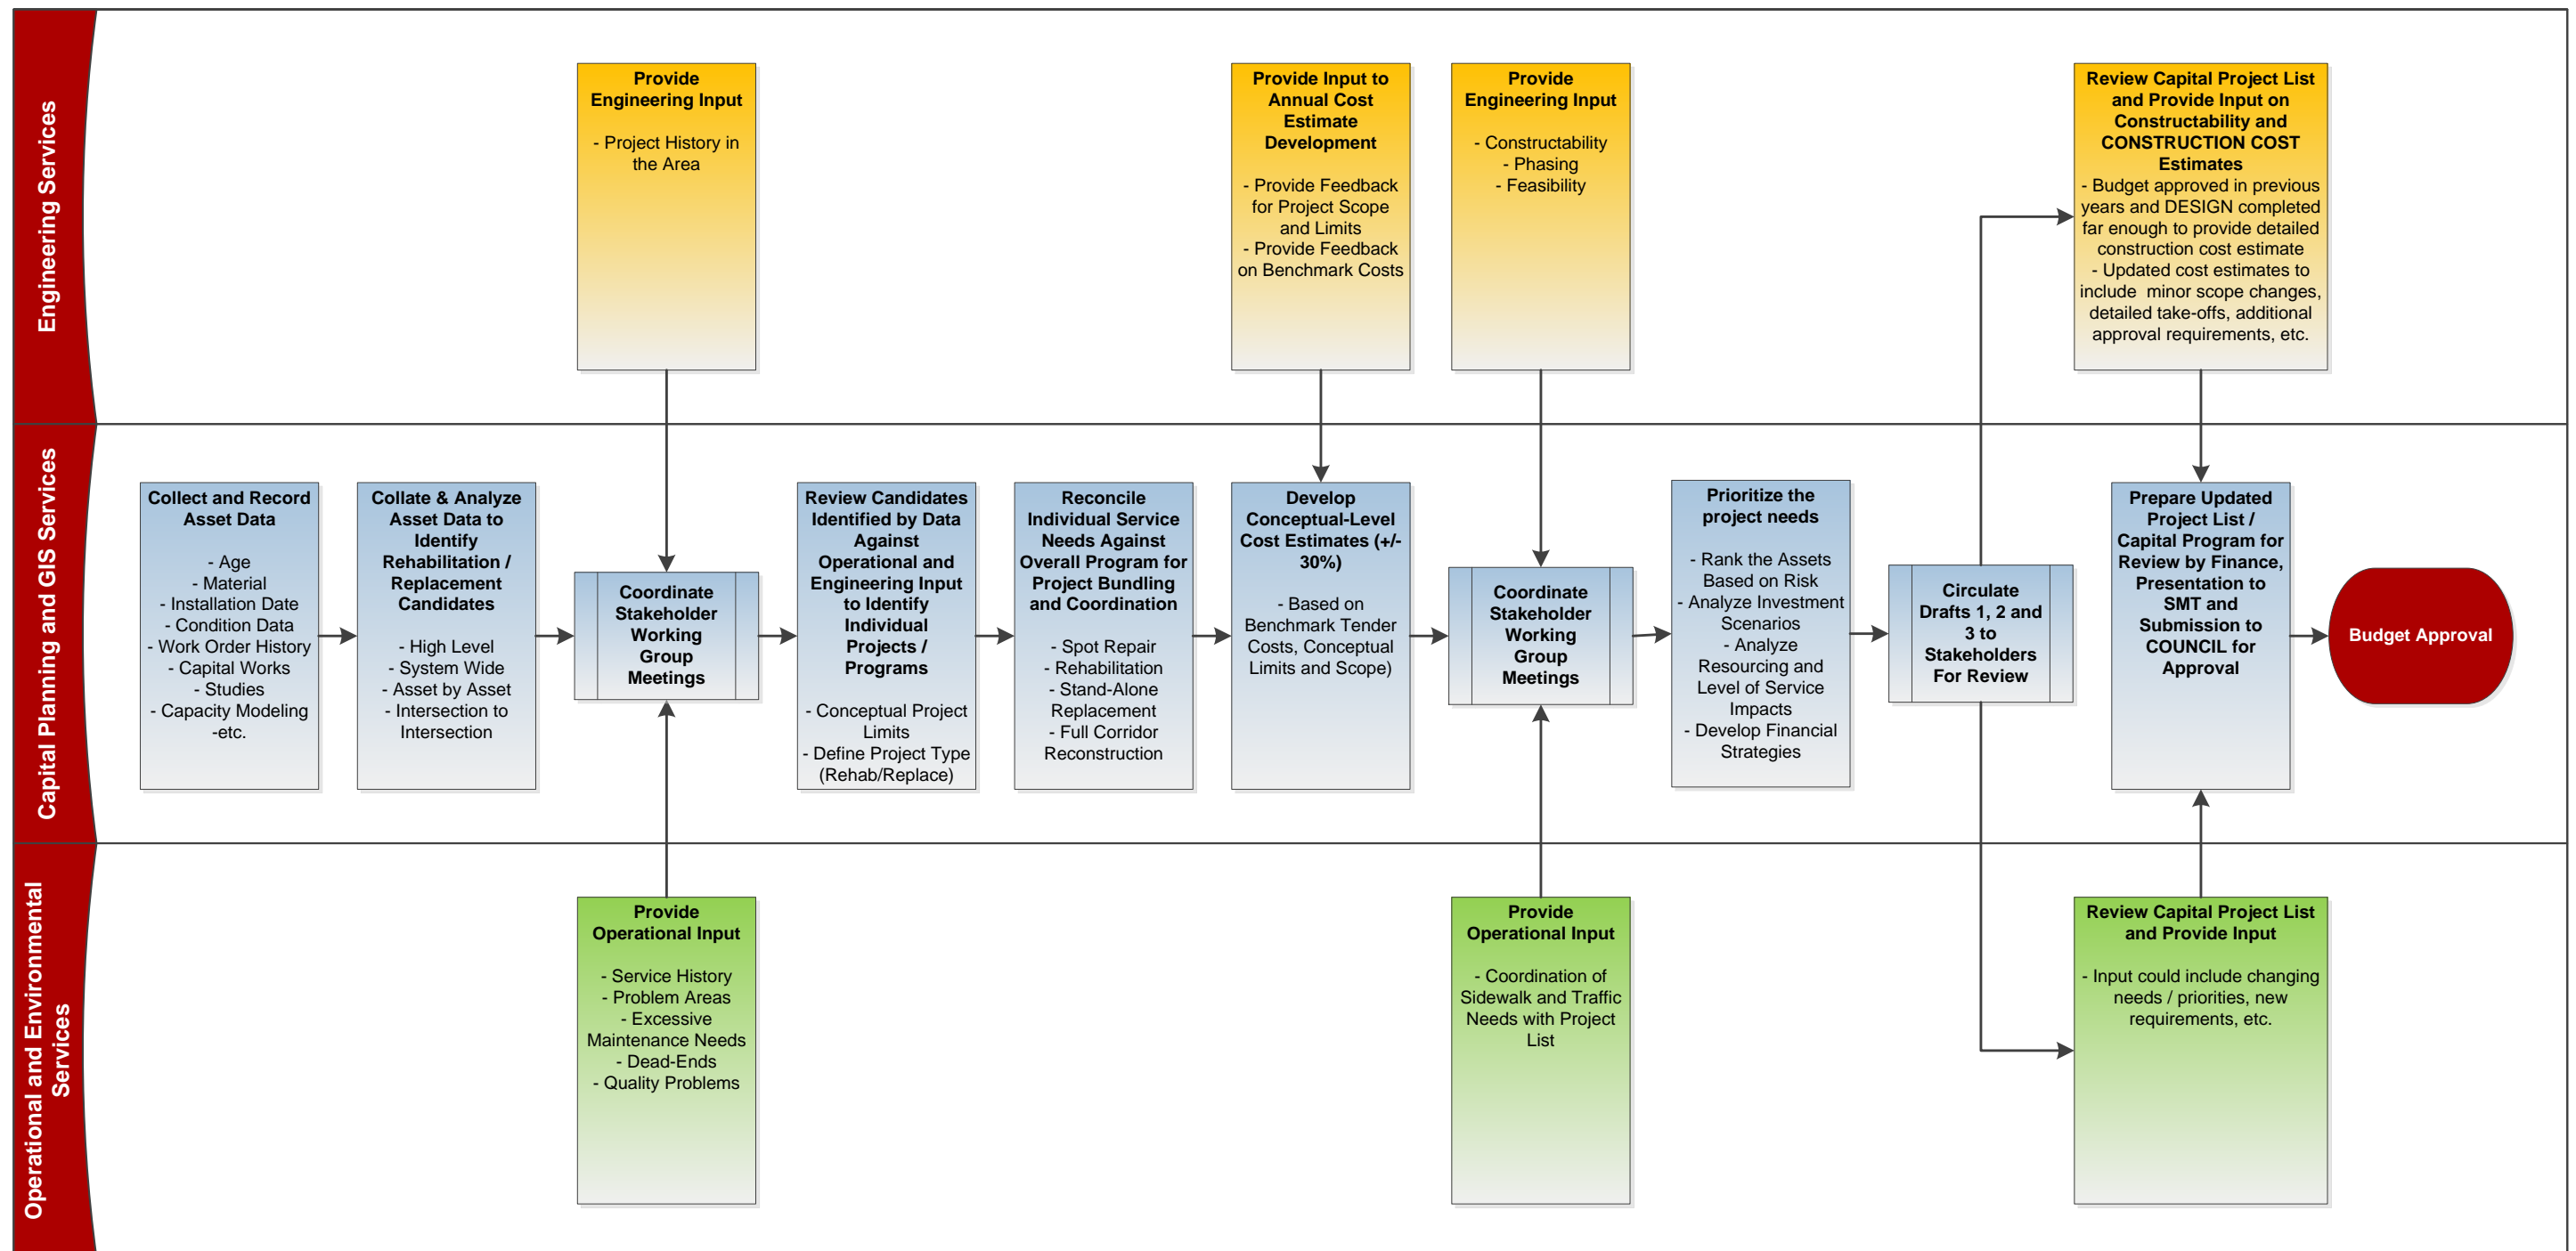 Engineering Services
Provide
Engineering Input
- Project History in
the Area
Provide Input to
Annual Cost
Estimate
Development
- Provide Feedback
for Project Scope
and Limits
- Provide Feedback
on Benchmark Costs
Provide
Engineering Input
- Constructability
- Phasing
- Feasibility
Review Capital Project List
and Provide Input on
Constructability and
CONSTRUCTION COST
Estimates
- Budget approved in previous
years and DESIGN completed
far enough to provide detailed
construction cost estimate
- Updated cost estimates to
include minor scope changes,
detailed take-offs, additional
approval requirements, etc.
Capital Planning and GIS Services
Collect and Record
Asset Data
- Age
- Material
- Installation Date
- Condition Data
- Work Order History
- Capital Works
- Studies
- Capacity Modeling
-etc.
Collate & Analyze
Asset Data to
Identify
Rehabilitation /
Replacement
Candidates
- High Level
- System Wide
- Asset by Asset
- Intersection to
Intersection
Coordinate
Stakeholder
Working
Group
Meetings
Review Candidates
Identified by Data
Against
Operational and
Engineering Input
to Identify
Individual
Projects /
Programs
- Conceptual Project
Limits
- Define Project Type
(Rehab/Replace)
Reconcile
Individual Service
Needs Against
Overall Program for
Project Bundling
and Coordination
- Spot Repair
- Rehabilitation
- Stand-Alone
Replacement
- Full Corridor
Reconstruction
Develop
Conceptual-Level
Cost Estimates (+/-
30%)
- Based on
Benchmark Tender
Costs, Conceptual
Limits and Scope)
Coordinate
Stakeholder
Working
Group
Meetings
Prioritize the
project needs
- Rank the Assets
Based on Risk
- Analyze Investment
Scenarios
- Analyze
Resourcing and
Level of Service
Impacts
- Develop Financial
Strategies
Circulate
Drafts 1, 2 and
3 to
Stakeholders
For Review
Prepare Updated
Project List /
Capital Program for
Review by Finance,
Presentation to
SMT and
Submission to
COUNCIL for
Approval
Budget Approval
Operational and Environmental
Services
Provide
Operational Input
- Service History
- Problem Areas
- Excessive
Maintenance Needs
- Dead-Ends
- Quality Problems
Provide
Operational Input
- Coordination of
Sidewalk and Traffic
Needs with Project
List
Review Capital Project List
and Provide Input
- Input could include changing
needs / priorities, new
requirements, etc.